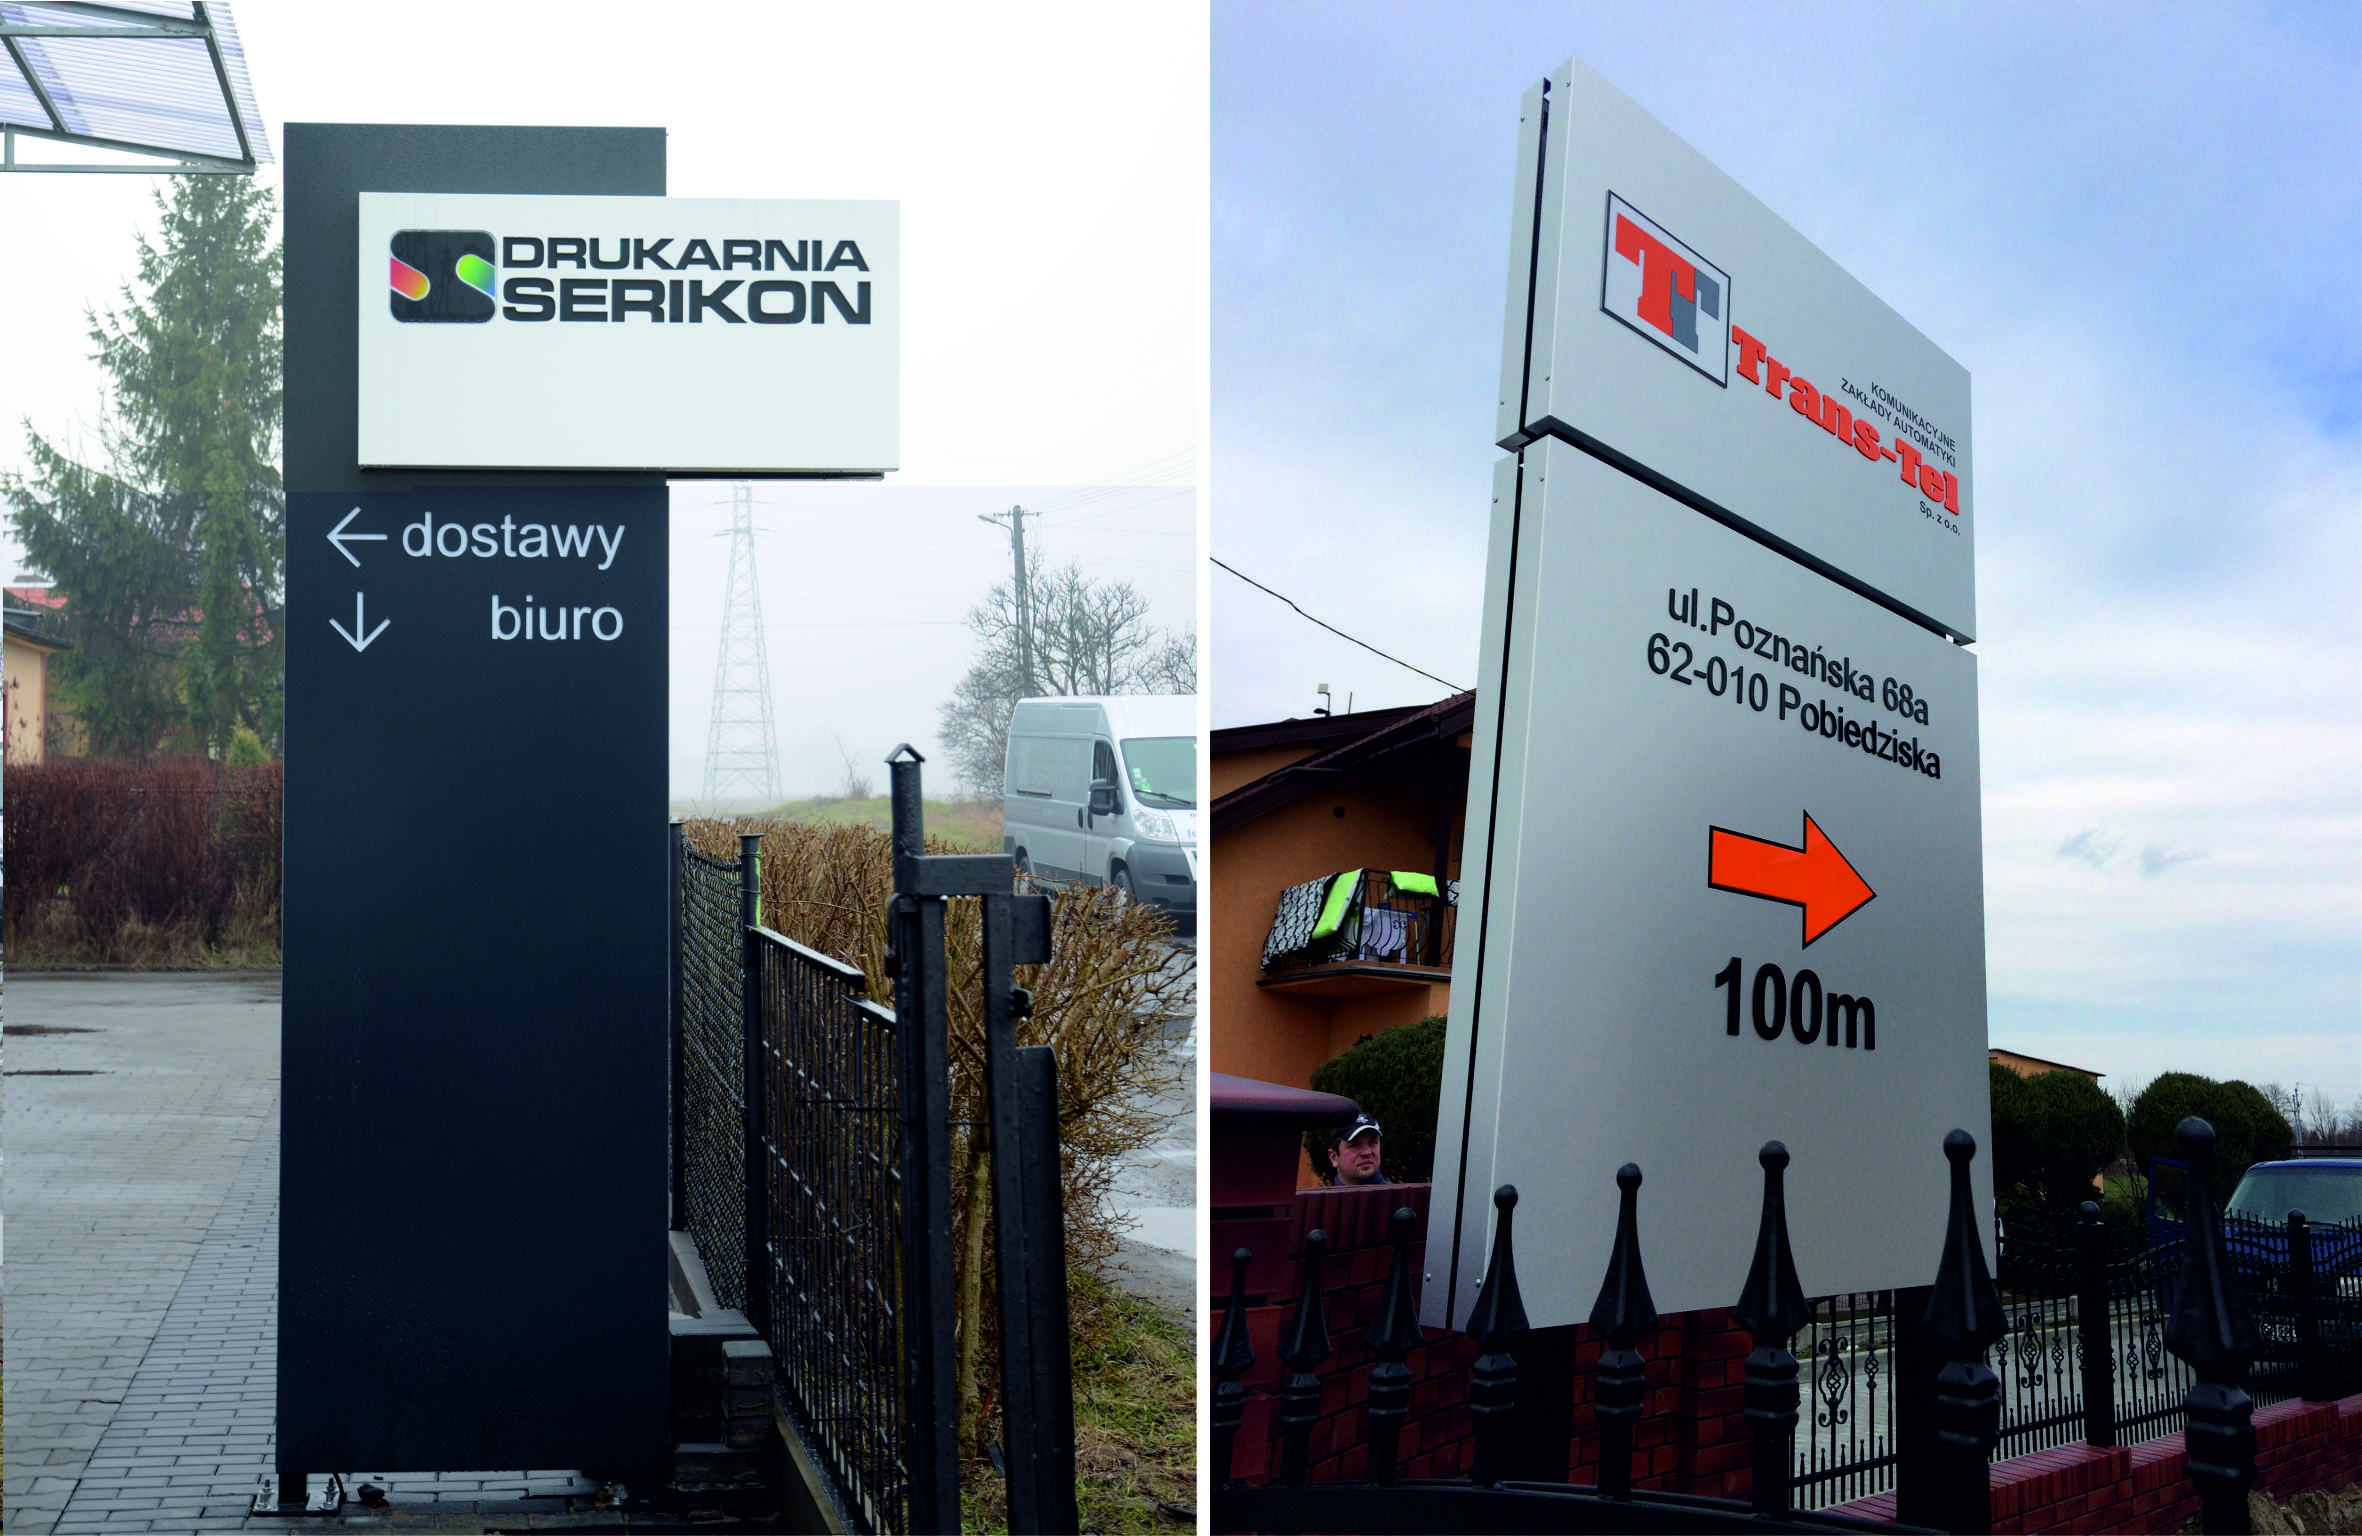 DRUKARNIA
SERIKON
← dostawy
↓ biuro
TT
KOMUNIKACYJNE
ZAKŁADY AUTOMATYKI
Trans-Tel
Sp. z o.o.
ul.Poznańska 68a
62-010 Pobiedziska
→
100m